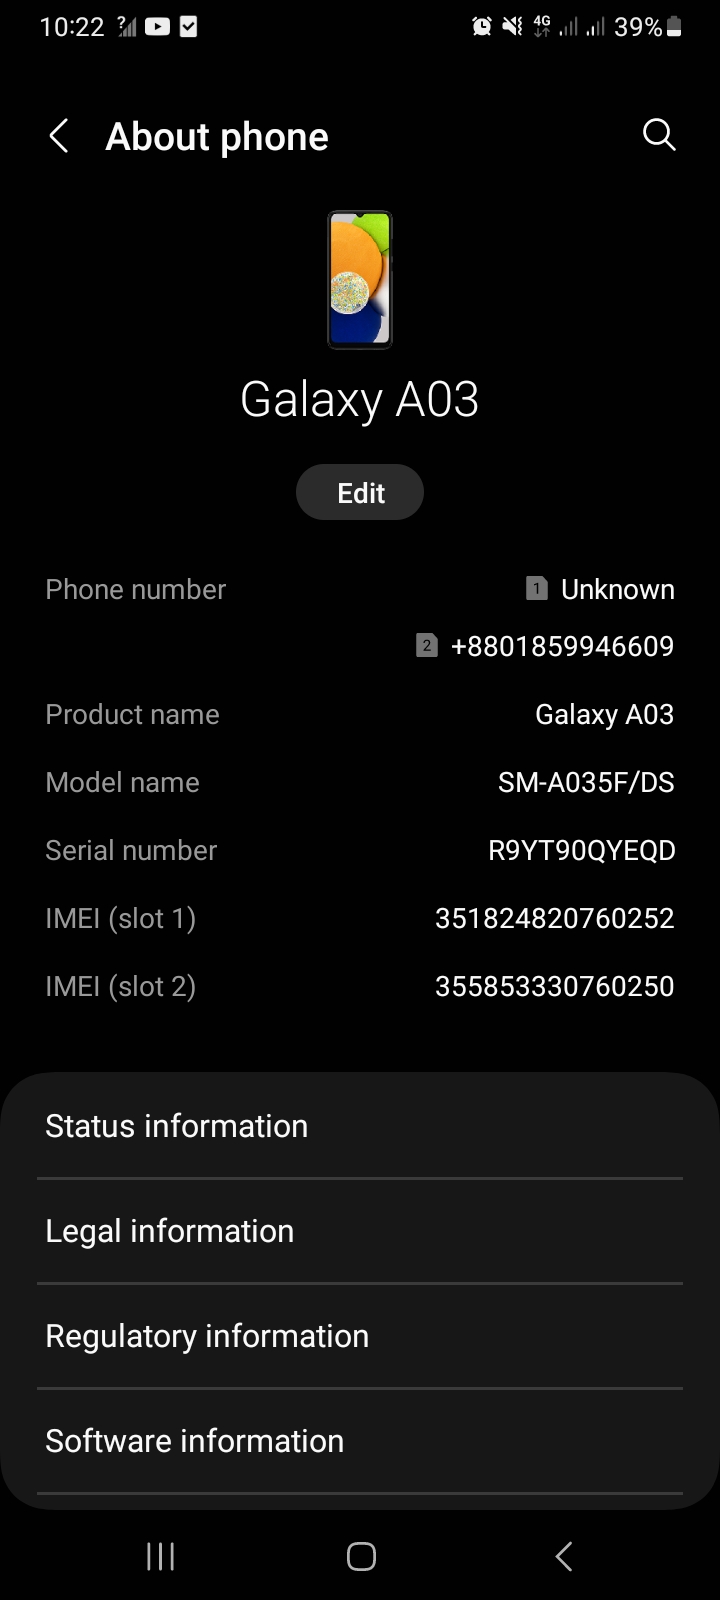 10:22 ? 4G 39%
About phone
Galaxy A03
Edit
Phone number 1 Unknown
2 +8801859946609
Product name Galaxy A03
Model name SM-A035F/DS
Serial number R9YT90QYEQD
IMEI (slot 1) 351824820760252
IMEI (slot 2) 355853330760250
Status information
Legal information
Regulatory information
Software information